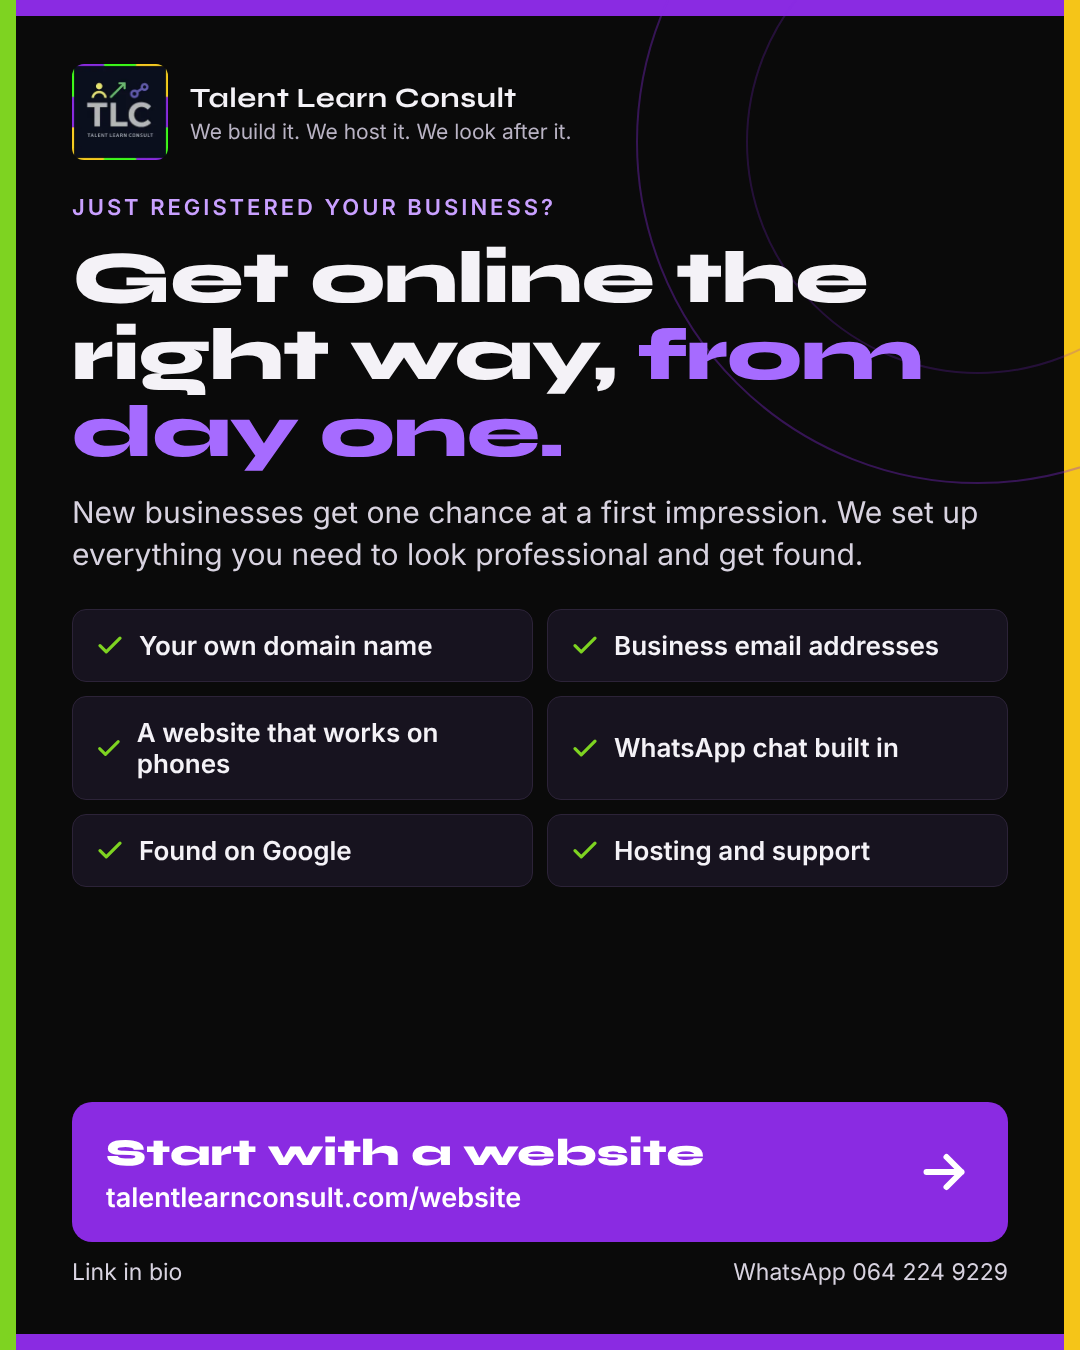 TLC
TALENT LEARN CONSULT
Talent Learn Consult
We build it. We host it. We look after it.
JUST REGISTERED YOUR BUSINESS?
Get online the
right way, from
day one.
New businesses get one chance at a first impression. We set up
everything you need to look professional and get found.
Your own domain name
Business email addresses
A website that works on
phones
WhatsApp chat built in
Found on Google
Hosting and support
Start with a website
talentlearnconsult.com/website
Link in bio
WhatsApp 064 224 9229